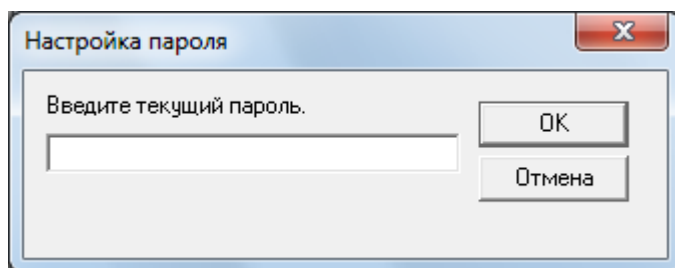 Настройка пароля
Введите текущий пароль.
OK
Отмена